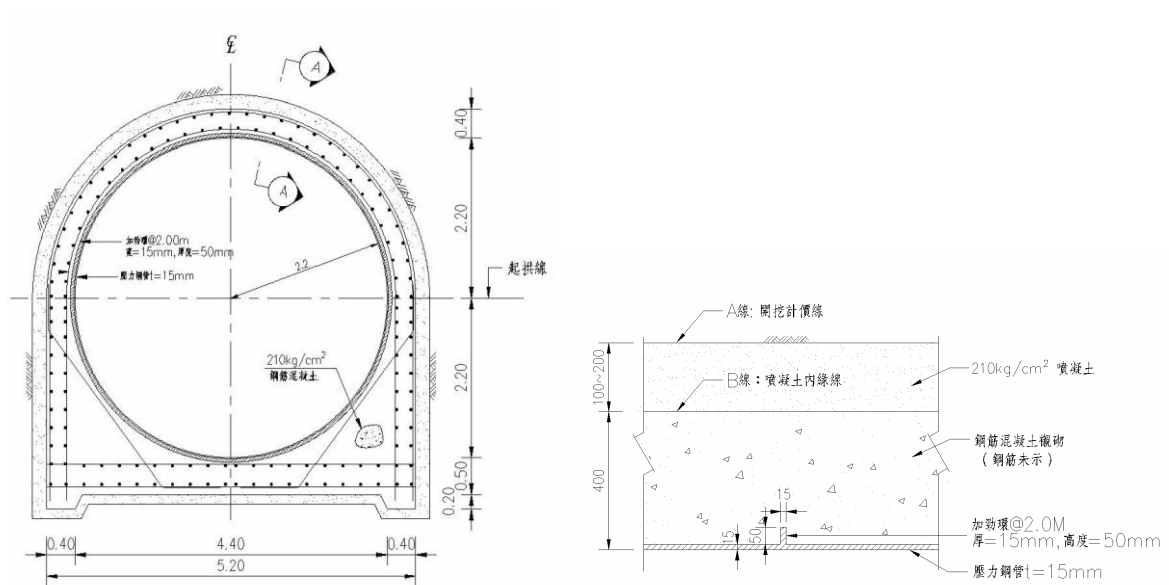 ℄
A
A
0.40
2.20
加勁環@2.00m
寬=15mm,厚度=50mm
壓力鋼管t=15mm
2.2
起拱線
210kg/cm²
鋼筋混凝土
2.20
0.50
0.20
0.40
4.40
0.40
5.20
A線:開挖計價線
100~200
210kg/cm² 噴凝土
B線:噴凝土內緣線
400
鋼筋混凝土襯砌
(鋼筋未示)
15
50
15
加勁環@2.0M
厚=15mm,高度=50mm
壓力鋼管t=15mm